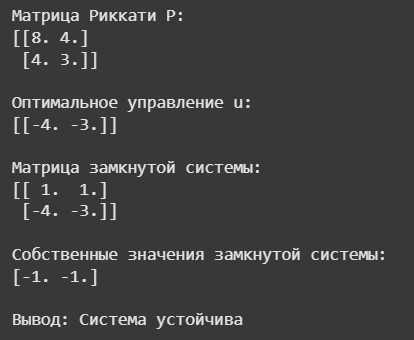 Матрица Риккати P:
[[8. 4.]
 [4. 3.]]
Оптимальное управление u:
[[-4. -3.]]
Матрица замкнутой системы:
[[ 1.  1.]
 [-4. -3.]]
Собственные значения замкнутой системы:
[-1. -1.]
Вывод: Система устойчива